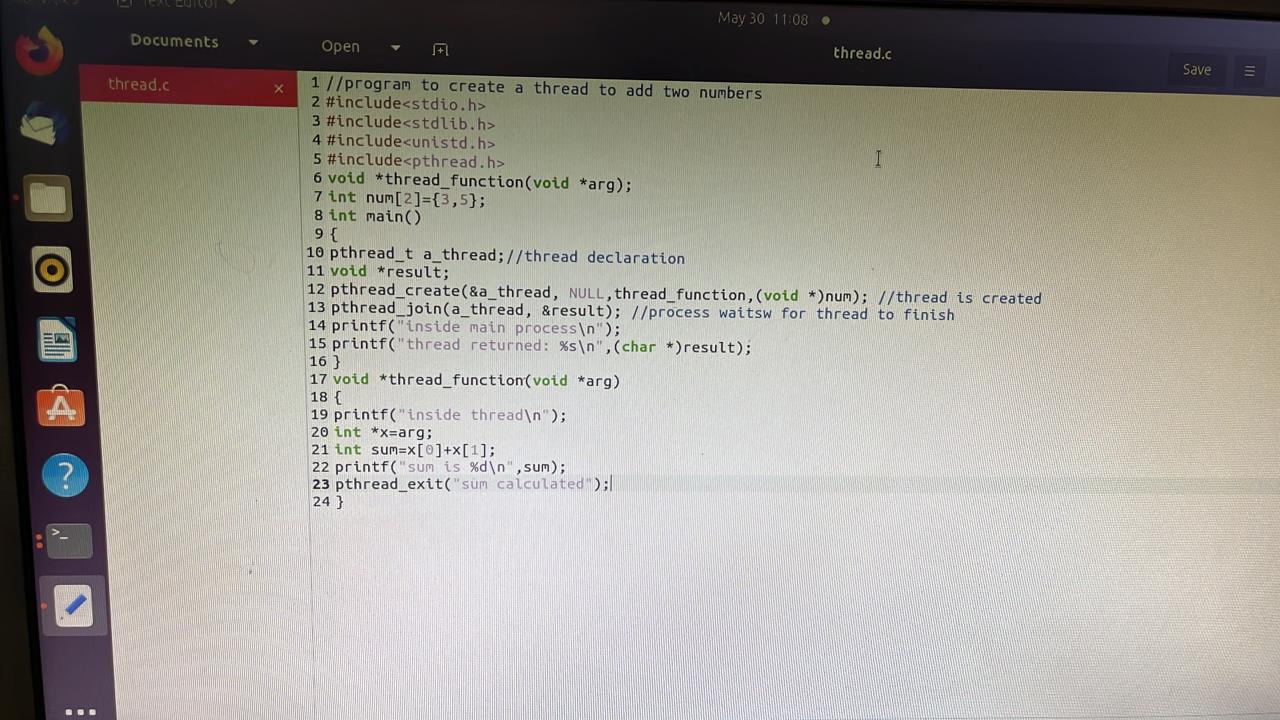 Text Editor
May 30 11:08
Documents
Open
thread.c
Save
thread.c
1 //program to create a thread to add two numbers
2 #include<stdio.h>
3 #include<stdlib.h>
4 #include<unistd.h>
5 #include<pthread.h>
6 void *thread_function(void *arg);
7 int num[2]={3,5};
8 int main()
9 {
10 pthread_t a_thread;//thread declaration
11 void *result;
12 pthread_create(&a_thread, NULL,thread_function,(void *)num); //thread is created
13 pthread_join(a_thread, &result); //process waitsw for thread to finish
14 printf("inside main process\n");
15 printf("thread returned: %s\n",(char *)result);
16 }
17 void *thread_function(void *arg)
18 {
19 printf("inside thread\n");
20 int *x=arg;
21 int sum=x[0]+x[1];
22 printf("sum is %d\n",sum);
23 pthread_exit("sum calculated");
24 }